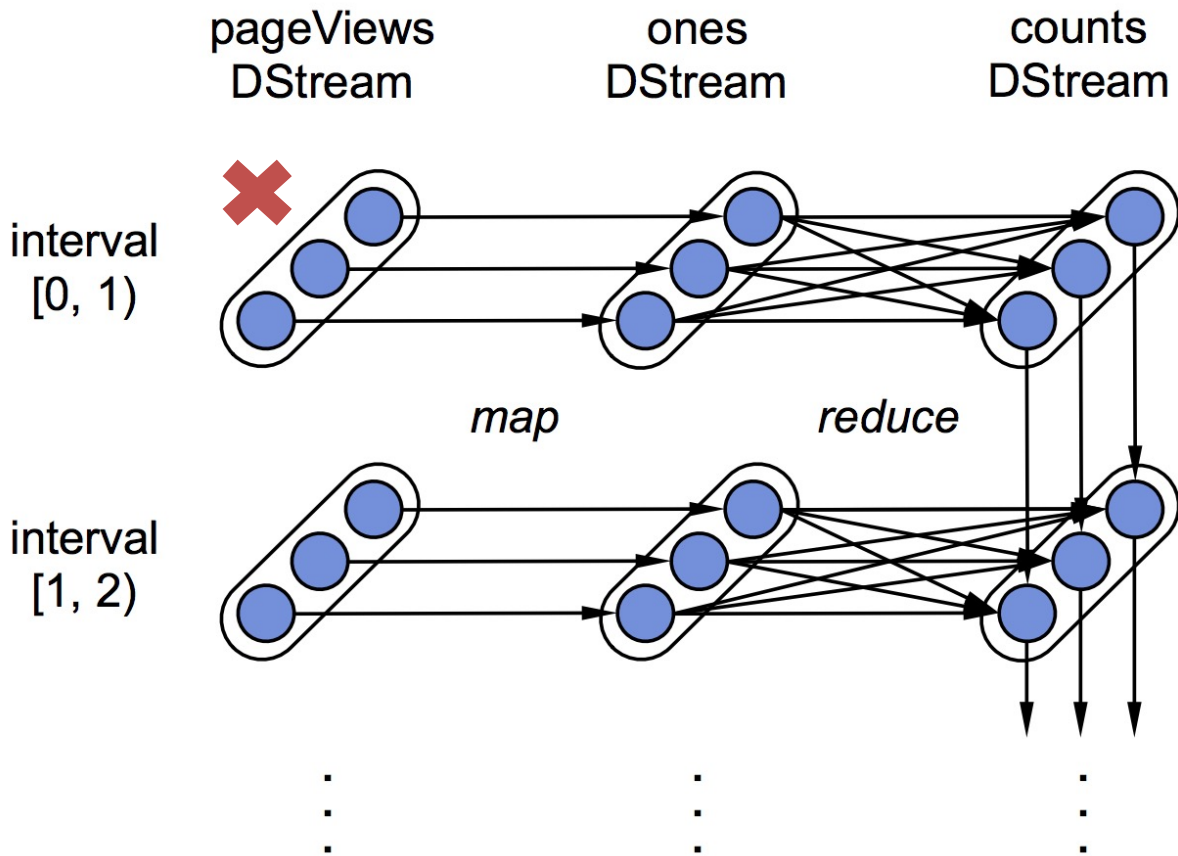 pageViews
DStream
ones
DStream
counts
DStream
interval
[0, 1)
map
reduce
interval
[1, 2)